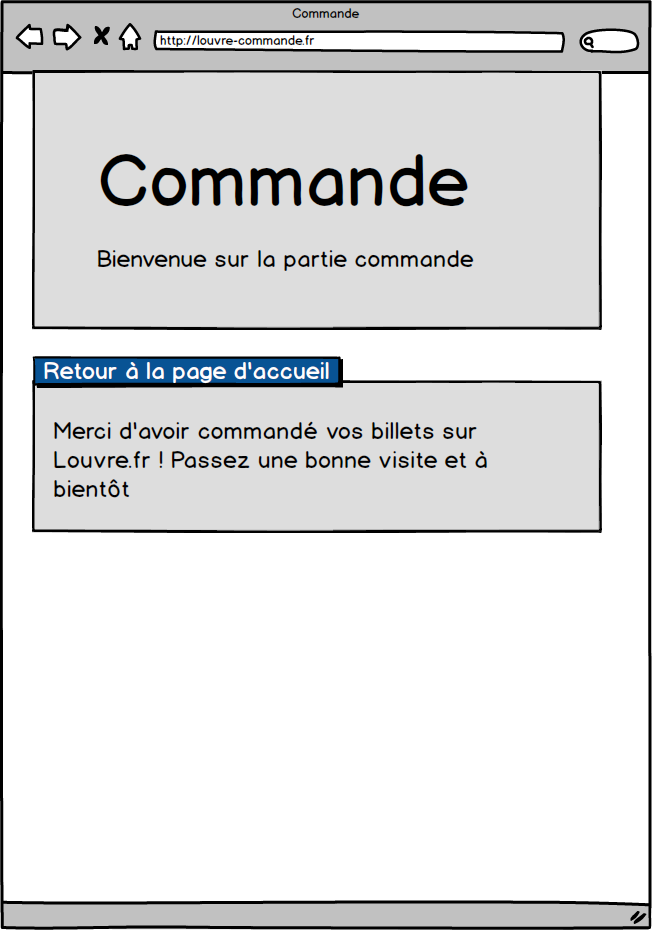 Commande
http://louvre-commande.fr
Commande
Bienvenue sur la partie commande
Retour à la page d'accueil
Merci d'avoir commandé vos billets sur
Louvre.fr ! Passez une bonne visite et à
bientôt